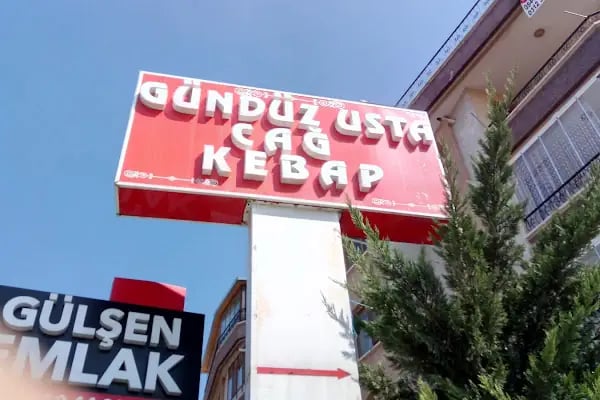 GÜNDÜZ USTA
CAĞ
KEBAP
GÜLŞEN
EMLAK